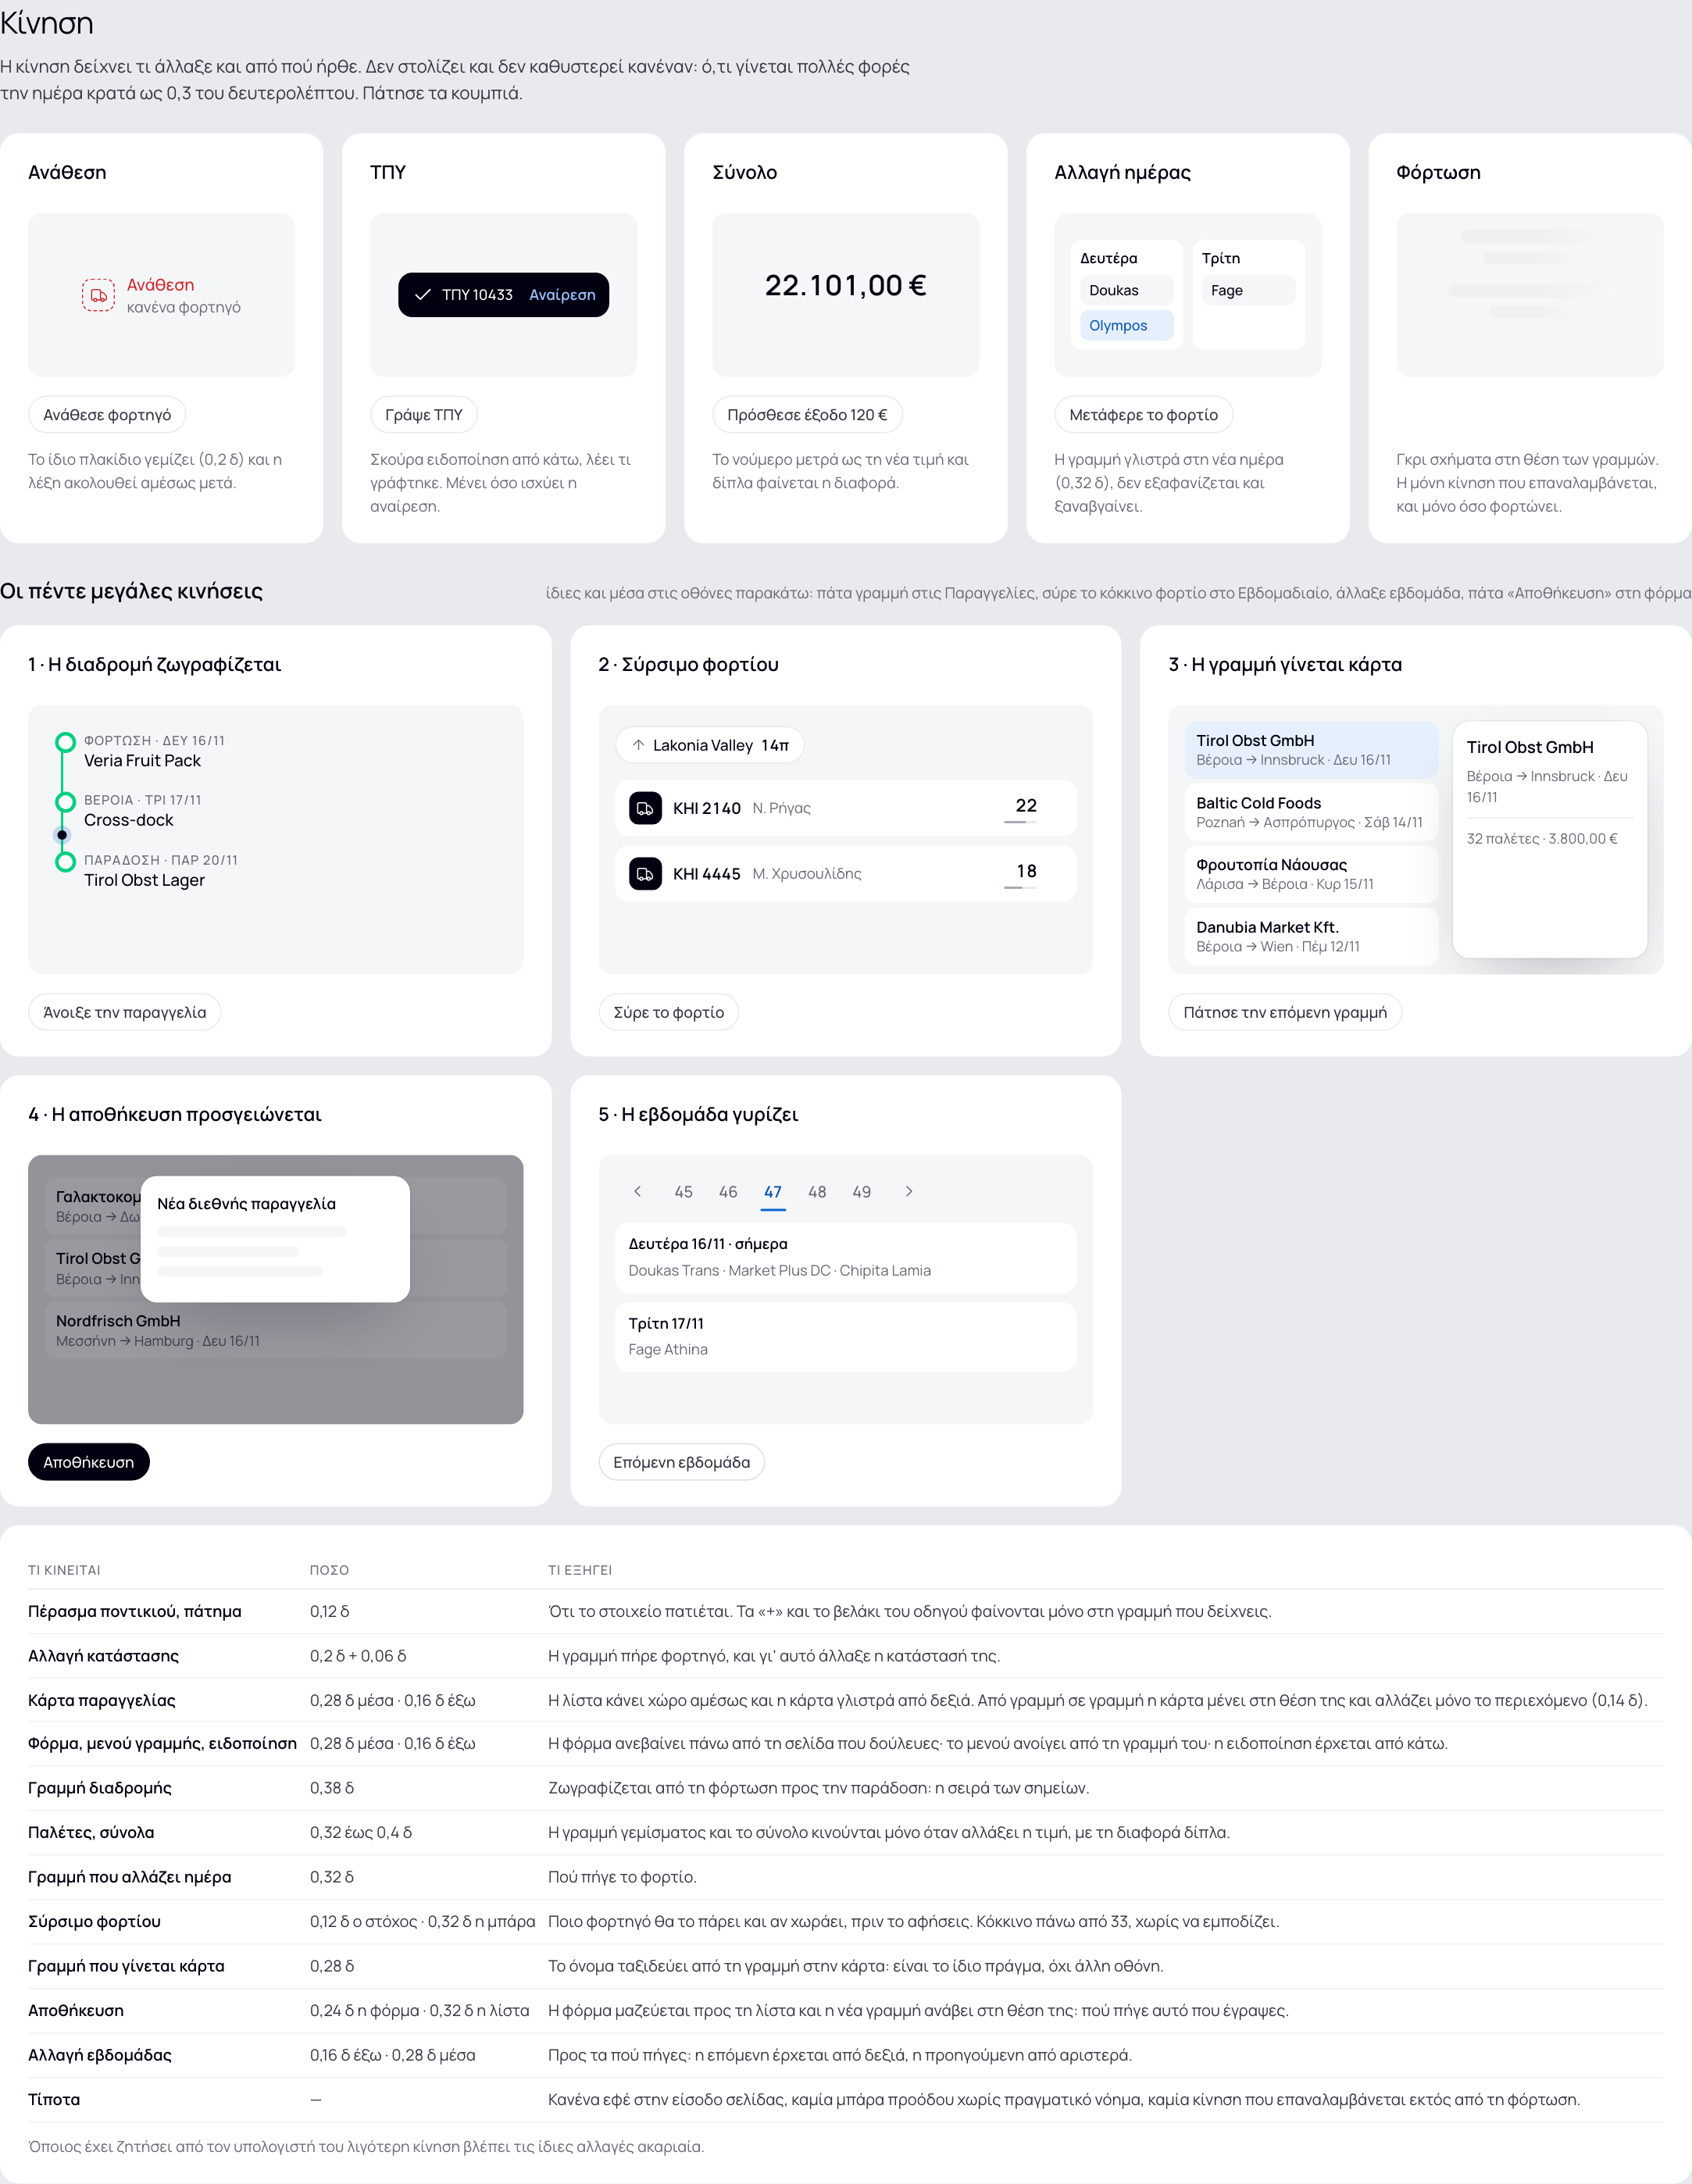 Κίνηση
Η κίνηση δείχνει τι άλλαξε και από πού ήρθε. Δεν στολίζει και δεν καθυστερεί κανέναν: ό,τι γίνεται πολλές φορές
την ημέρα κρατά ως 0,3 του δευτερολέπτου. Πάτησε τα κουμπιά.
Ανάθεση
Ανάθεση
κανένα φορτηγό
Ανάθεσε φορτηγό
Το ίδιο πλακίδιο γεμίζει (0,2 δ) και η
λέξη ακολουθεί αμέσως μετά.
ΤΠΥ
ΤΠΥ 10433 Αναίρεση
Γράψε ΤΠΥ
Σκούρα ειδοποίηση από κάτω, λέει τι
γράφτηκε. Μένει όσο ισχύει η
αναίρεση.
Σύνολο
22.101,00 €
Πρόσθεσε έξοδο 120 €
Το νούμερο μετρά ως τη νέα τιμή και
δίπλα φαίνεται η διαφορά.
Αλλαγή ημέρας
Δευτέρα
Doukas
Olympos
Τρίτη
Fage
Μετάφερε το φορτίο
Η γραμμή γλιστρά στη νέα ημέρα
(0,32 δ), δεν εξαφανίζεται και
ξαναβγαίνει.
Φόρτωση
Γκρι σχήματα στη θέση των γραμμών.
Η μόνη κίνηση που επαναλαμβάνεται,
και μόνο όσο φορτώνει.
Οι πέντε μεγάλες κινήσεις
ίδιες και μέσα στις οθόνες παρακάτω: πάτα γραμμή στις Παραγγελίες, σύρε το κόκκινο φορτίο στο Εβδομαδιαίο, άλλαξε εβδομάδα, πάτα «Αποθήκευση» στη φόρμα
1 · Η διαδρομή ζωγραφίζεται
ΦΟΡΤΩΣΗ · ΔΕΥ 16/11
Veria Fruit Pack
ΒΕΡΟΙΑ · ΤΡΙ 17/11
Cross-dock
ΠΑΡΑΔΟΣΗ · ΠΑΡ 20/11
Tirol Obst Lager
Άνοιξε την παραγγελία
2 · Σύρσιμο φορτίου
Lakonia Valley 14π
ΚΗΙ 2140 Ν. Ρήγας 22
ΚΗΙ 4445 Μ. Χρυσουλίδης 18
Σύρε το φορτίο
3 · Η γραμμή γίνεται κάρτα
Tirol Obst GmbH
Βέροια → Innsbruck · Δευ 16/11
Baltic Cold Foods
Poznań → Ασπρόπυργος · Σάβ 14/11
Φρουτοπία Νάουσας
Λάρισα → Βέροια · Κυρ 15/11
Danubia Market Kft.
Βέροια → Wien · Πέμ 12/11
Tirol Obst GmbH
Βέροια → Innsbruck · Δευ
16/11
32 παλέτες · 3.800,00 €
Πάτησε την επόμενη γραμμή
4 · Η αποθήκευση προσγειώνεται
Γαλακτοκομ
Βέροια → Δω
Tirol Obst G
Βέροια → Inn
Nordfrisch GmbH
Μεσσήνη → Hamburg · Δευ 16/11
Νέα διεθνής παραγγελία
Αποθήκευση
5 · Η εβδομάδα γυρίζει
45 46 47 48 49
Δευτέρα 16/11 · σήμερα
Doukas Trans · Market Plus DC · Chipita Lamia
Τρίτη 17/11
Fage Athina
Επόμενη εβδομάδα
ΤΙ ΚΙΝΕΙΤΑΙ ΠΟΣΟ ΤΙ ΕΞΗΓΕΙ
Πέρασμα ποντικιού, πάτημα 0,12 δ Ότι το στοιχείο πατιέται. Τα «+» και το βελάκι του οδηγού φαίνονται μόνο στη γραμμή που δείχνεις.
Αλλαγή κατάστασης 0,2 δ + 0,06 δ Η γραμμή πήρε φορτηγό, και γι' αυτό άλλαξε η κατάστασή της.
Κάρτα παραγγελίας 0,28 δ μέσα · 0,16 δ έξω Η λίστα κάνει χώρο αμέσως και η κάρτα γλιστρά από δεξιά. Από γραμμή σε γραμμή η κάρτα μένει στη θέση της και αλλάζει μόνο το περιεχόμενο (0,14 δ).
Φόρμα, μενού γραμμής, ειδοποίηση 0,28 δ μέσα · 0,16 δ έξω Η φόρμα ανεβαίνει πάνω από τη σελίδα που δούλευες· το μενού ανοίγει από τη γραμμή του· η ειδοποίηση έρχεται από κάτω.
Γραμμή διαδρομής 0,38 δ Ζωγραφίζεται από τη φόρτωση προς την παράδοση: η σειρά των σημείων.
Παλέτες, σύνολα 0,32 έως 0,4 δ Η γραμμή γεμίσματος και το σύνολο κινούνται μόνο όταν αλλάξει η τιμή, με τη διαφορά δίπλα.
Γραμμή που αλλάζει ημέρα 0,32 δ Πού πήγε το φορτίο.
Σύρσιμο φορτίου 0,12 δ ο στόχος · 0,32 δ η μπάρα Ποιο φορτηγό θα το πάρει και αν χωράει, πριν το αφήσεις. Κόκκινο πάνω από 33, χωρίς να εμποδίζει.
Γραμμή που γίνεται κάρτα 0,28 δ Το όνομα ταξιδεύει από τη γραμμή στην κάρτα: είναι το ίδιο πράγμα, όχι άλλη οθόνη.
Αποθήκευση 0,24 δ η φόρμα · 0,32 δ η λίστα Η φόρμα μαζεύεται προς τη λίστα και η νέα γραμμή ανάβει στη θέση της: πού πήγε αυτό που έγραψες.
Αλλαγή εβδομάδας 0,16 δ έξω · 0,28 δ μέσα Προς τα πού πήγες: η επόμενη έρχεται από δεξιά, η προηγούμενη από αριστερά.
Τίποτα — Κανένα εφέ στην είσοδο σελίδας, καμία μπάρα προόδου χωρίς πραγματικό νόημα, καμία κίνηση που επαναλαμβάνεται εκτός από τη φόρτωση.
Όποιος έχει ζητήσει από τον υπολογιστή του λιγότερη κίνηση βλέπει τις ίδιες αλλαγές ακαριαία.